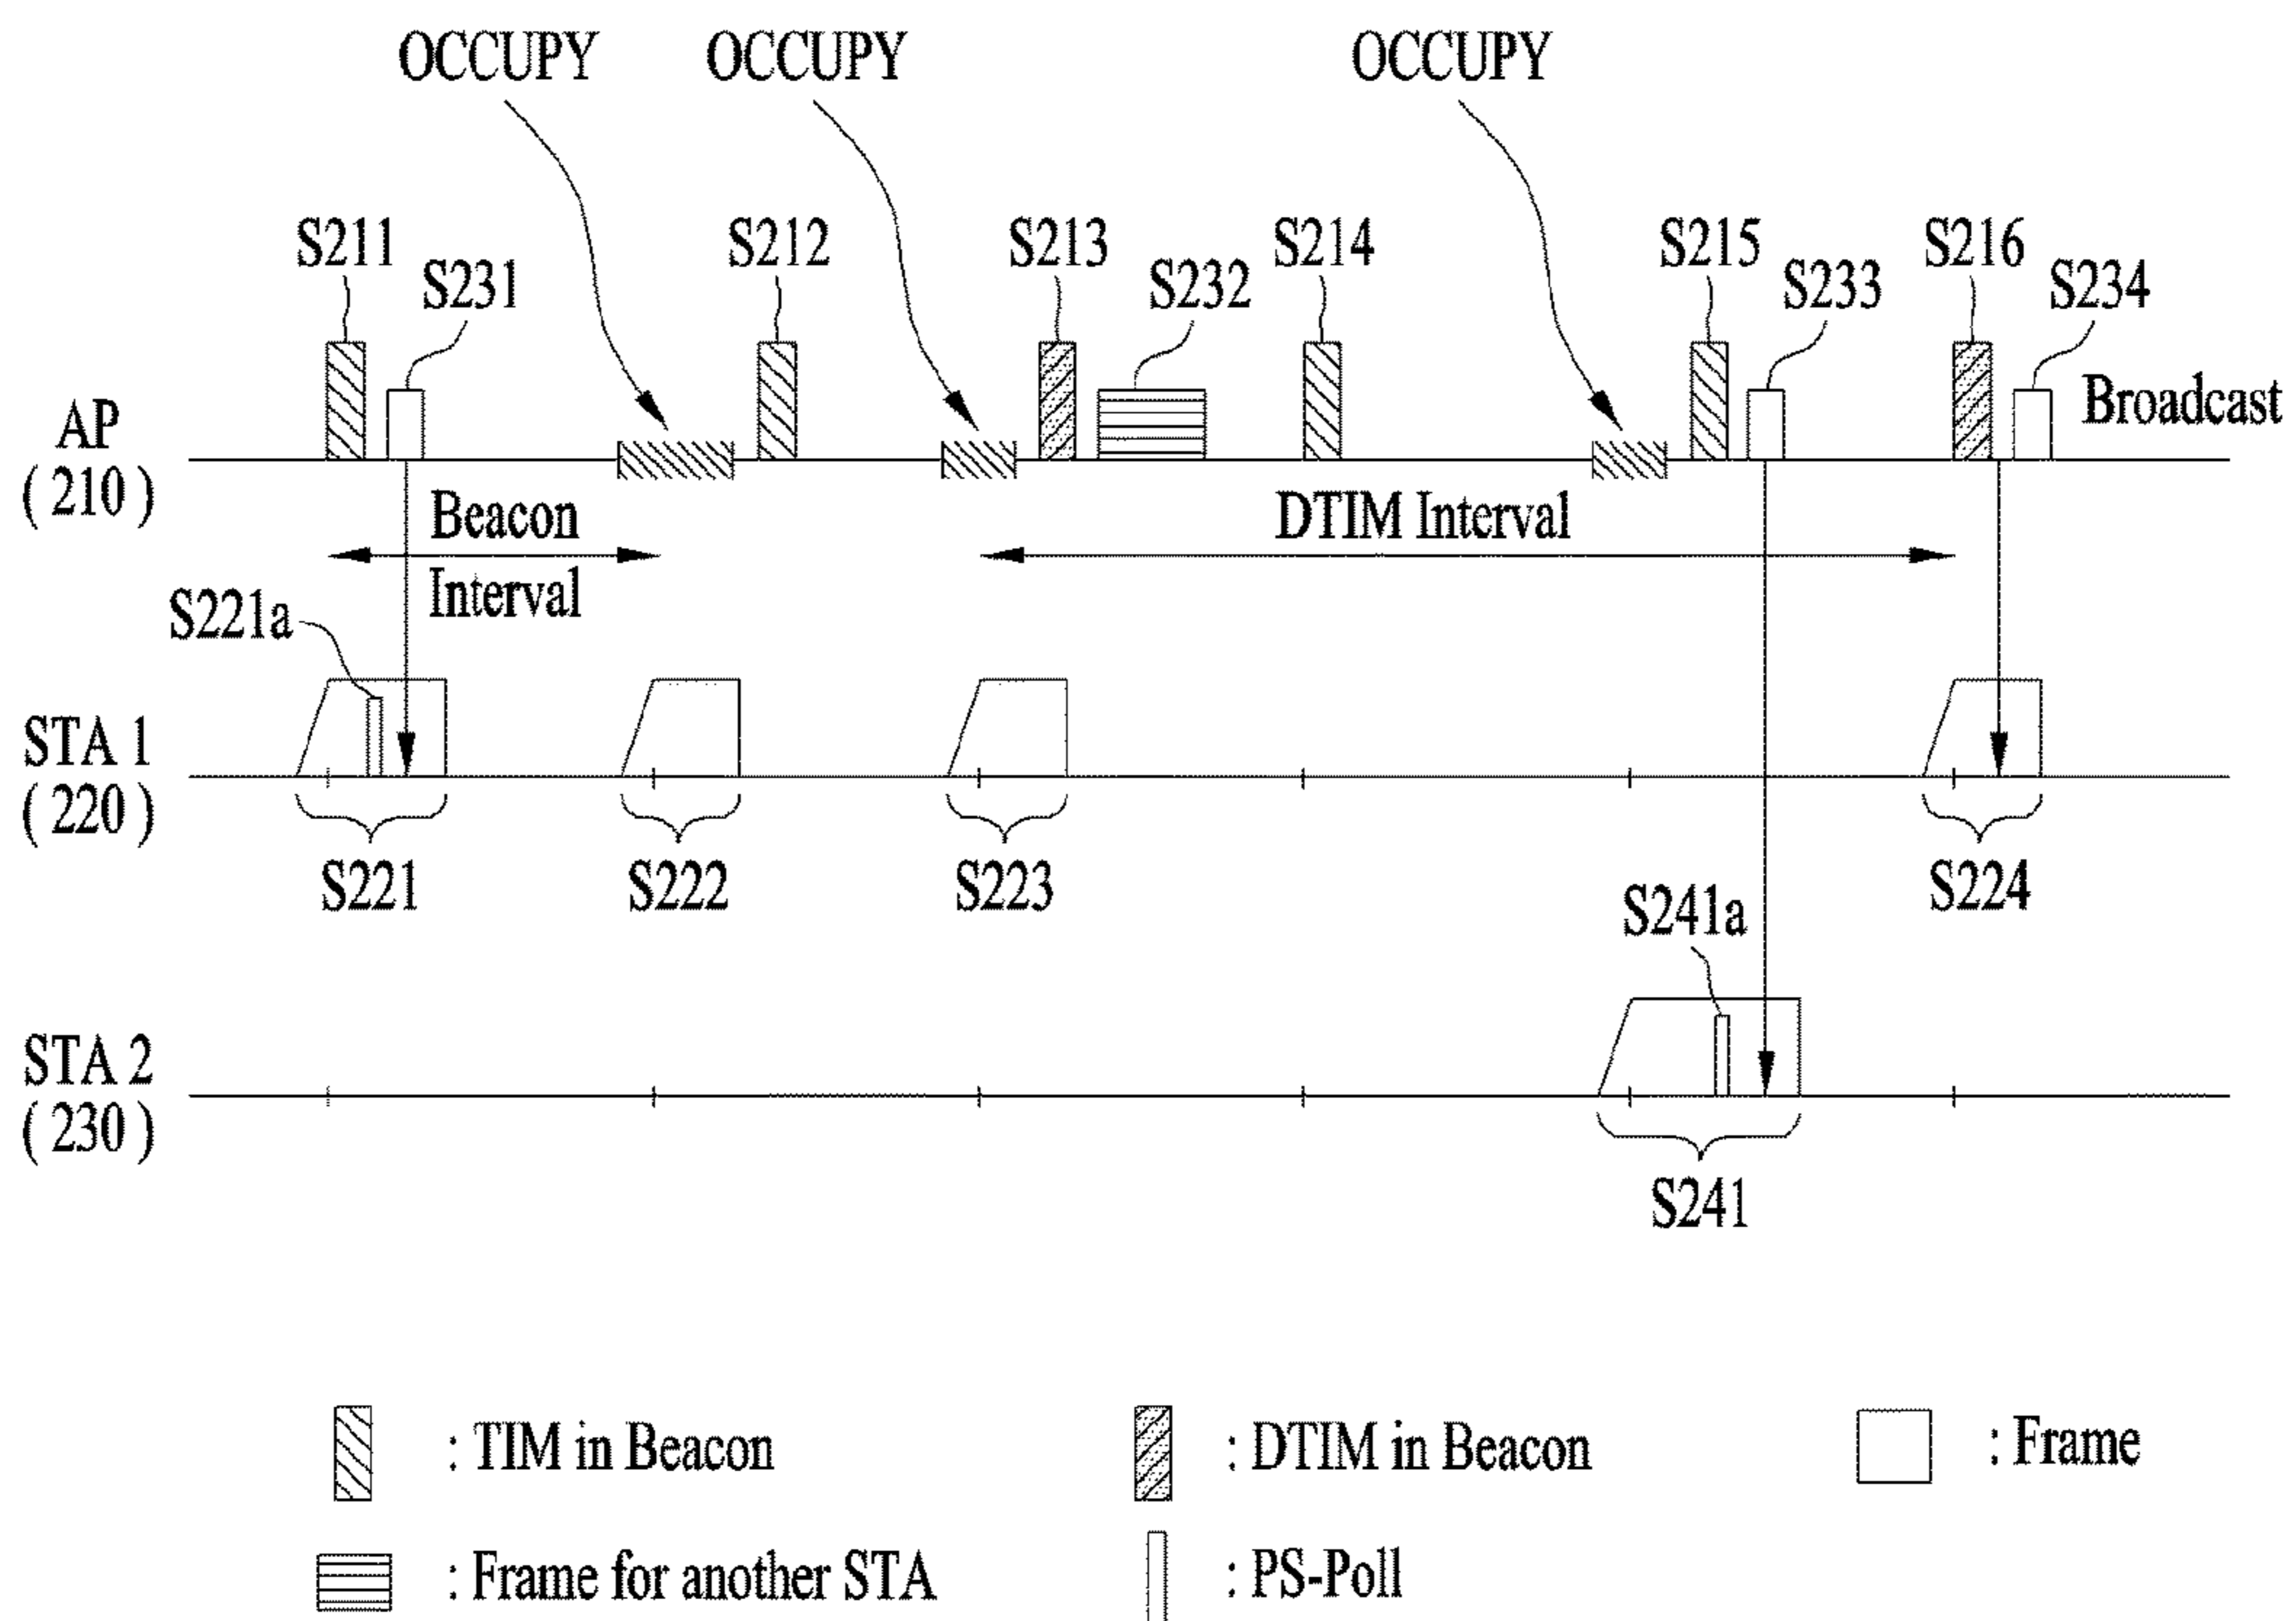 OCCUPY OCCUPY OCCUPY
S211 S212 S213 S214 S215 S216
S231 S232 S233 S234
AP
( 210 )
Broadcast
Beacon
Interval
DTIM Interval
S221a
STA 1
( 220 )
S221 S222 S223 S224
S241a
STA 2
( 230 )
S241
: TIM in Beacon
: DTIM in Beacon
: Frame
: Frame for another STA
: PS-Poll